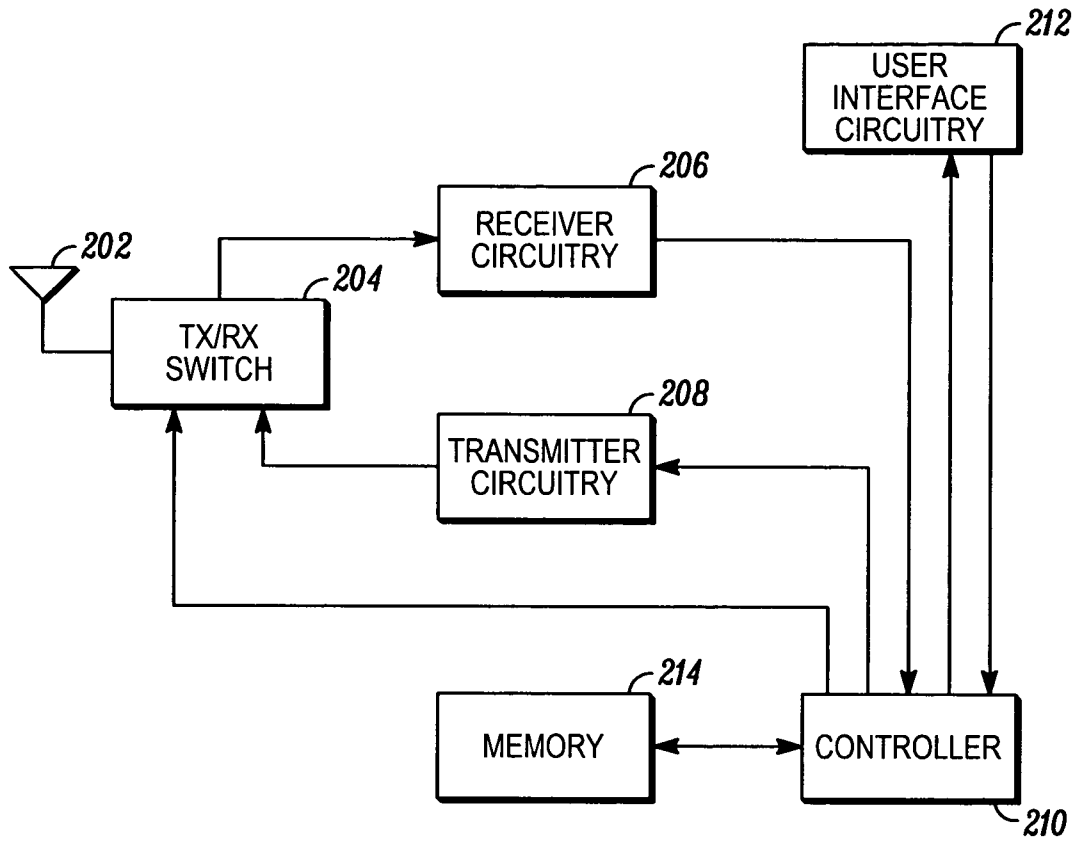 212
USER
INTERFACE
CIRCUITRY
206
RECEIVER
CIRCUITRY
202
204
TX/RX
SWITCH
208
TRANSMITTER
CIRCUITRY
214
MEMORY
CONTROLLER
210